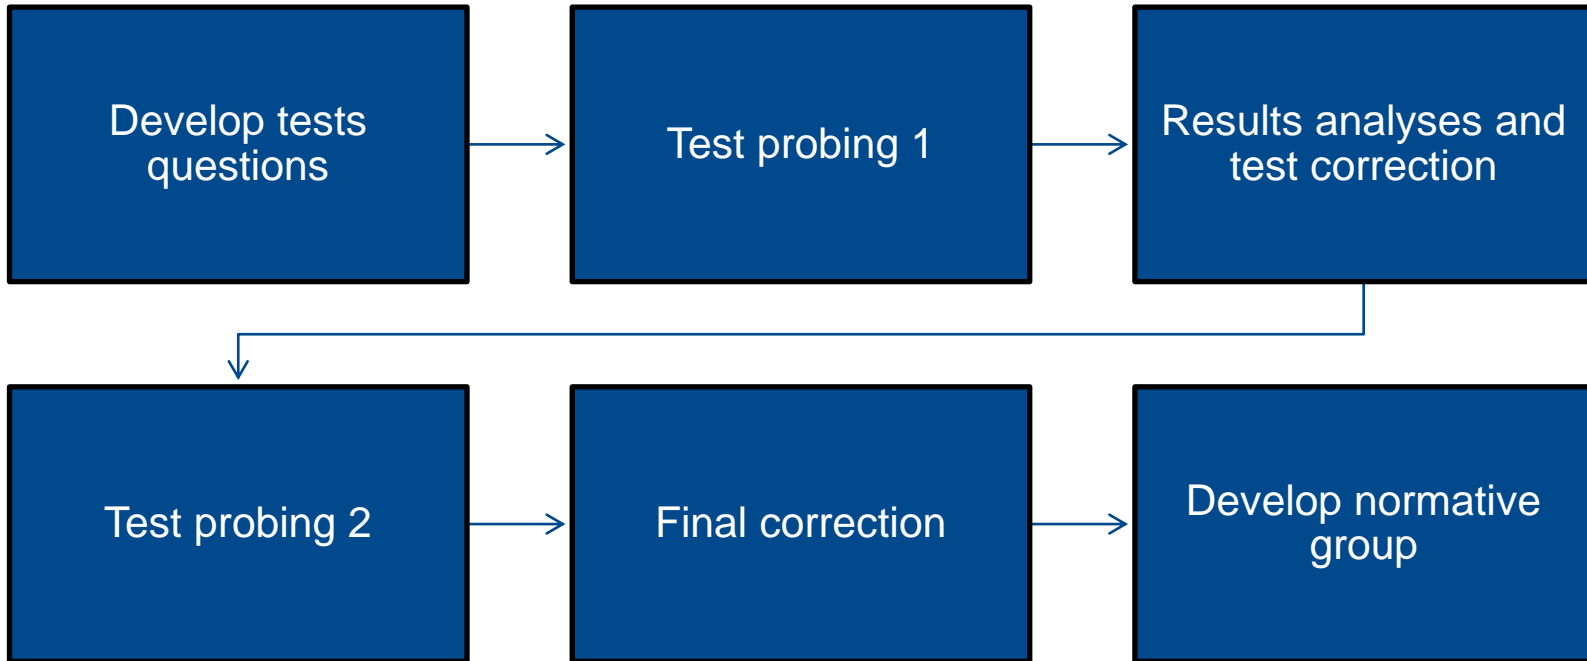 Develop tests
questions
Test probing 1
Results analyses and
test correction
Test probing 2
Final correction
Develop normative
group